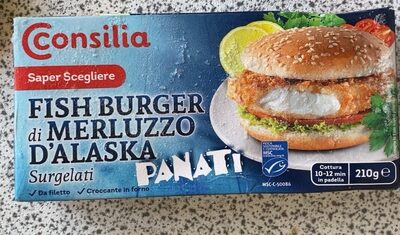 Consilia
Saper Scegliere
FISH BURGER
di MERLUZZO
D'ALASKA
Surgelati
PANATI
✓ Da filetto ✓ Croccante in forno
MSC
MSC-C-50086
Cottura
10-12 min
in padella
210g e